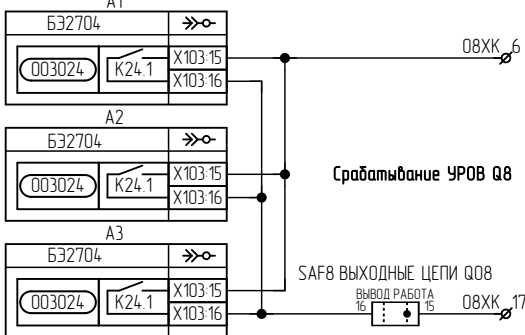 A1
БЭ2704
003024 K24.1 X103:15
X103:16
08XK 6
A2
БЭ2704
003024 K24.1 X103:15
X103:16
Срабатывание УРОВ Q8
A3
БЭ2704
003024 K24.1 X103:15
X103:16
SAF8 ВЫХОДНЫЕ ЦЕПИ Q08
ВЫВОД РАБОТА
16 15
08XK 17